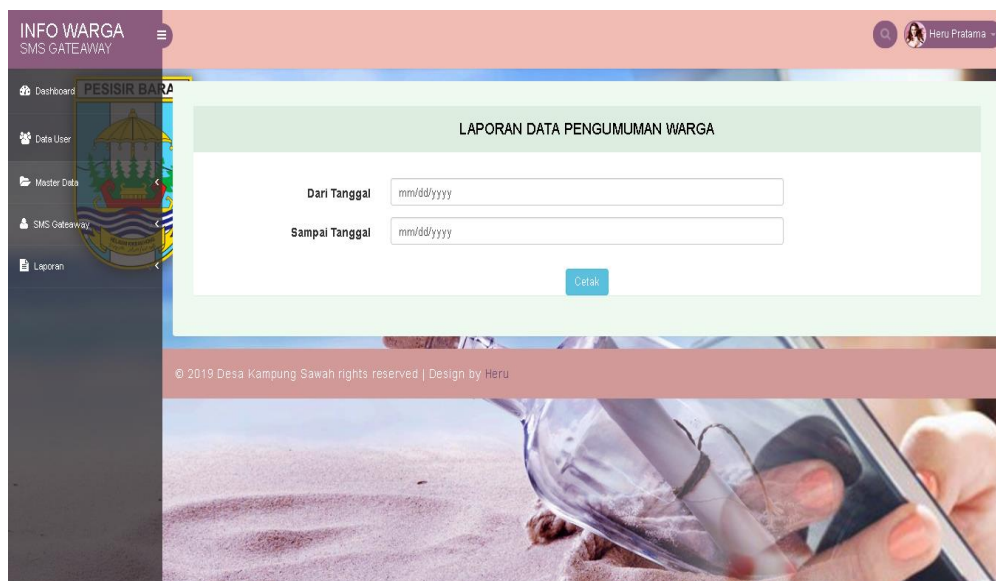 INFO WARGA
SMS GATEAWAY
Heru Pratama
Dashboard
PESISIR BARA
Data User
Master Data
SMS Gateaway
Laporan
LAPORAN DATA PENGUMUMAN WARGA
Dari Tanggal
mm/dd/yyyy
Sampai Tanggal
mm/dd/yyyy
Cetak
© 2019 Desa Kampung Sawah rights reserved | Design by Heru